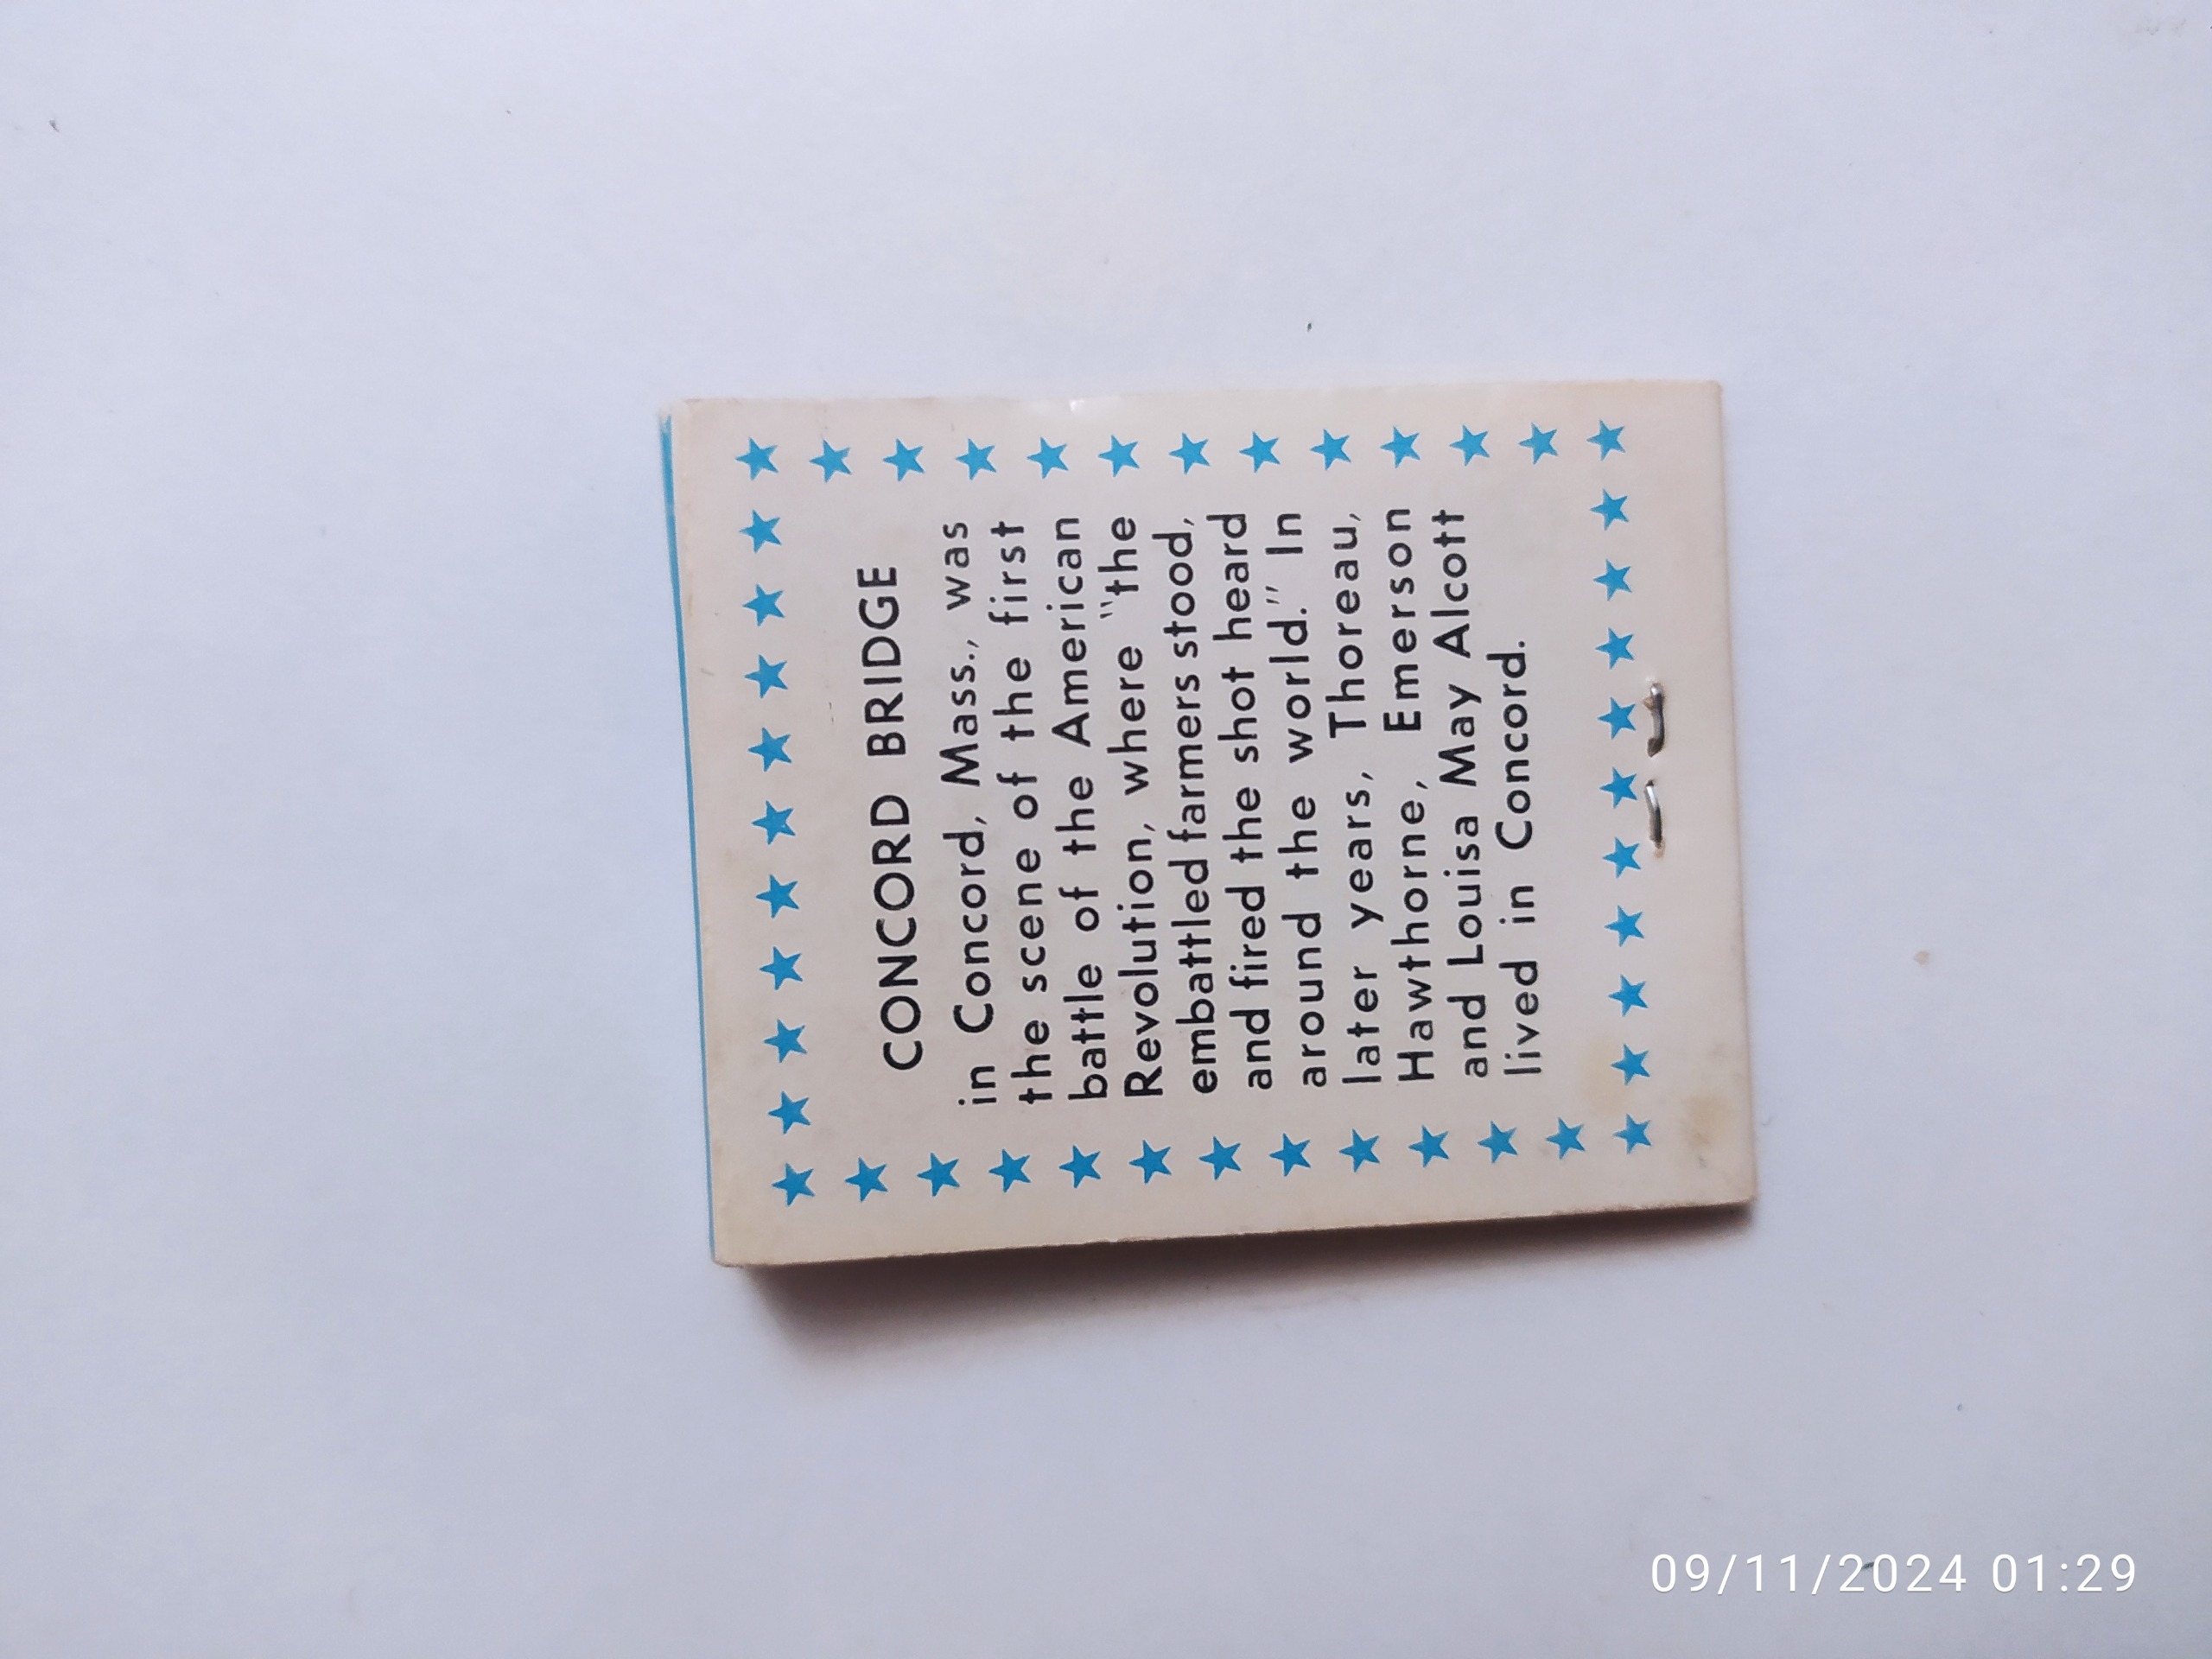 CONCORD BRIDGE
in Concord, Mass., was
the scene of the first
battle of the American
Revolution, where "the
embattled farmers stood,
and fired the shot heard
around the world." In
later years, Thoreau,
Hawthorne, Emerson
and Louisa May Alcott
lived in Concord.
09/11/2024 01:29